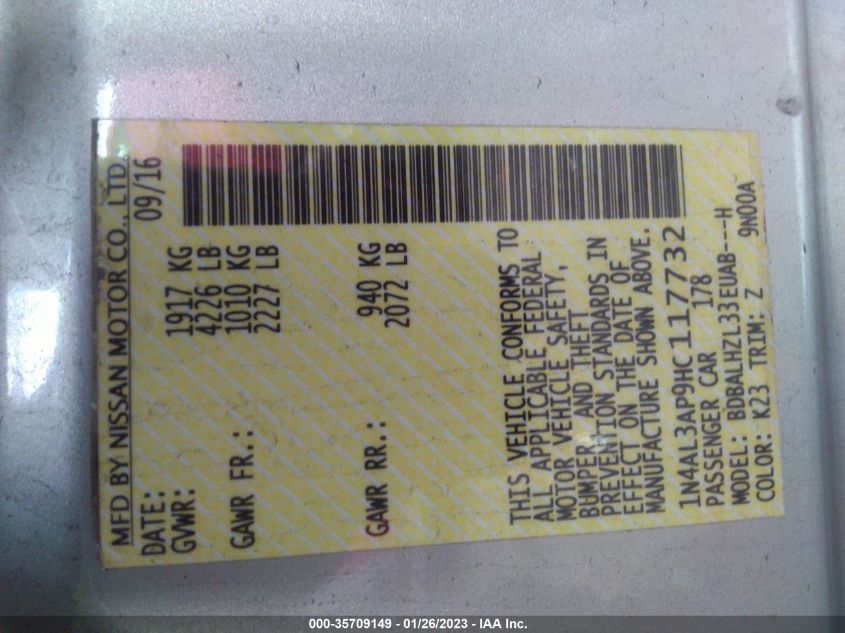 MFD BY NISSAN MOTOR CO., LTD.
DATE: 09/16
GVWR: 1917 KG
4226 LB
GAWR FR.: 1010 KG
2227 LB
GAWR RR.: 940 KG
2072 LB
THIS VEHICLE CONFORMS TO
ALL APPLICABLE FEDERAL
MOTOR VEHICLE SAFETY,
BUMPER AND THEFT
PREVENTION STANDARDS IN
EFFECT ON THE DATE OF
MANUFACTURE SHOWN ABOVE.
1N4AL3AP9HC117732
PASSENGER CAR 178
MODEL: BDBALHZL33EUAB---H
COLOR: K23 TRIM: Z 9M00A
000-35709149 - 01/26/2023 - IAA Inc.